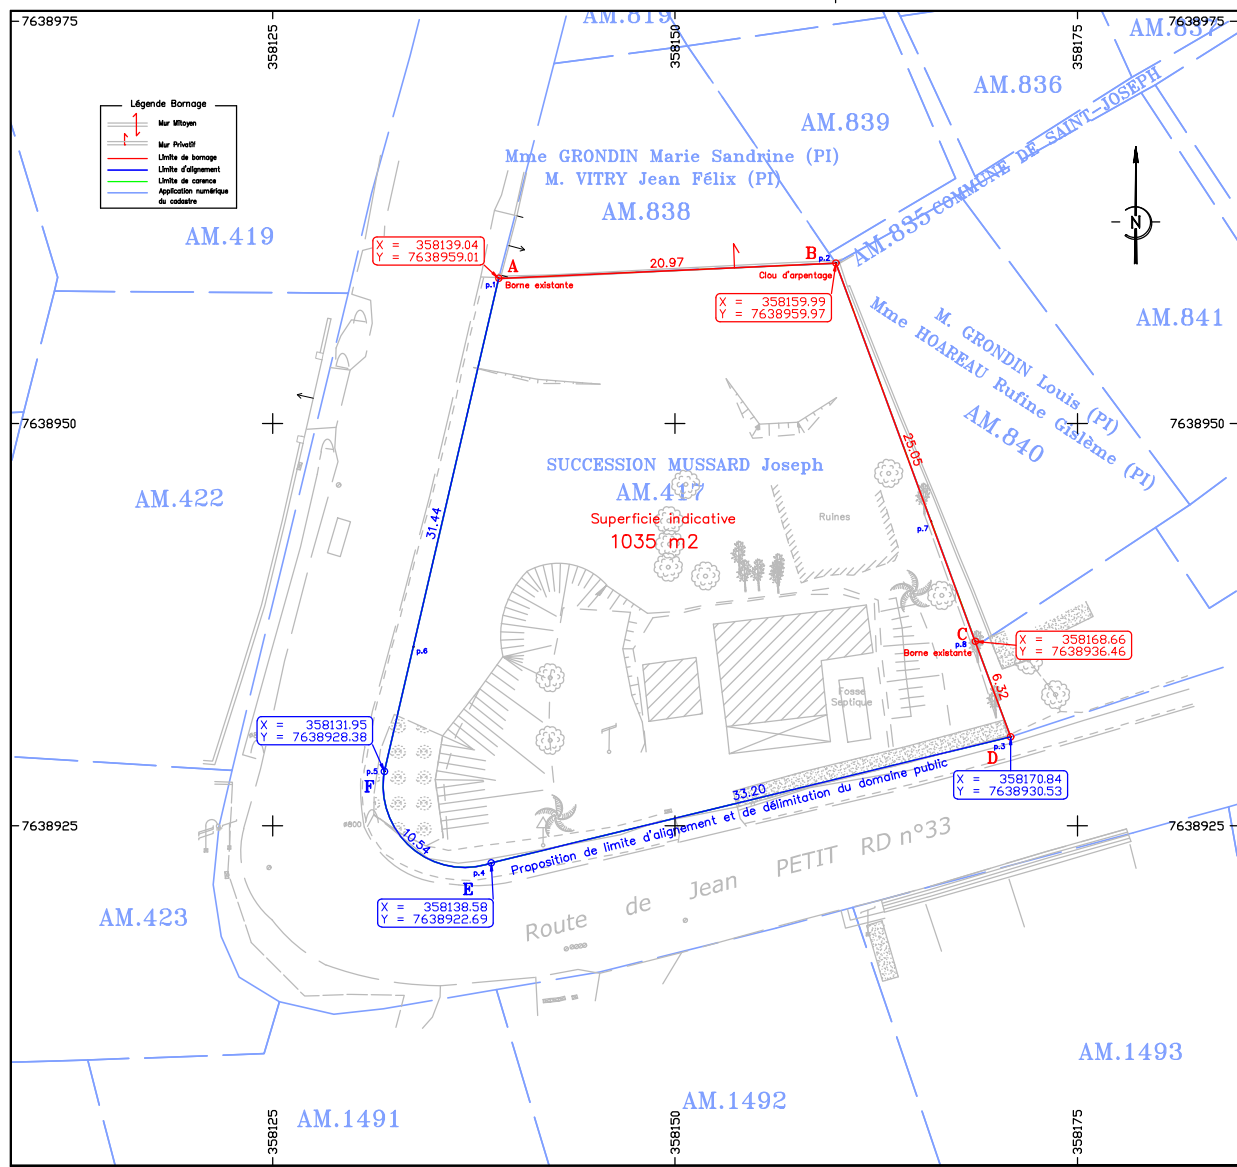 7638975
358125
AM.819
358150
358175
AM.837
7638975
Légende Bornage
Mur Mitoyen
Mur Privatif
Limite de bornage
Limite d'alignement
Limite de carence
Application numérique
du cadastre
AM.836
AM.839
COMMUNE DE SAINT-JOSEPH
Mme GRONDIN Marie Sandrine (PI)
M. VITRY Jean Félix (PI)
AM.838
AM.419
AM.835
N
X = 358139.04
Y = 7638959.01
A
p.1
Borne existante
20.97
B
p.2
Clou d'arpentage
X = 358159.99
Y = 7638959.97
M. GRONDIN Louis (PI)
Mme HOAREAU Rufine Gislème (PI)
AM.840
AM.841
7638950
7638950
25.05
SUCCESSION MUSSARD Joseph
AM.417
Superficie indicative
1035 m2
Ruines
AM.422
31.44
p.7
p.6
C
p.8
Borne existante
X = 358168.66
Y = 7638936.46
6.32
Fosse
Septique
X = 358131.95
Y = 7638928.38
p.5
F
p.3
D
X = 358170.84
Y = 7638930.53
33.20
Proposition de limite d'alignement et de délimitation du domaine public
10.54
ø800
7638925
7638925
p.4
E
X = 358138.58
Y = 7638922.69
Route de Jean PETIT RD n°33
AM.423
AM.1493
AM.1492
AM.1491
358125
358150
358175